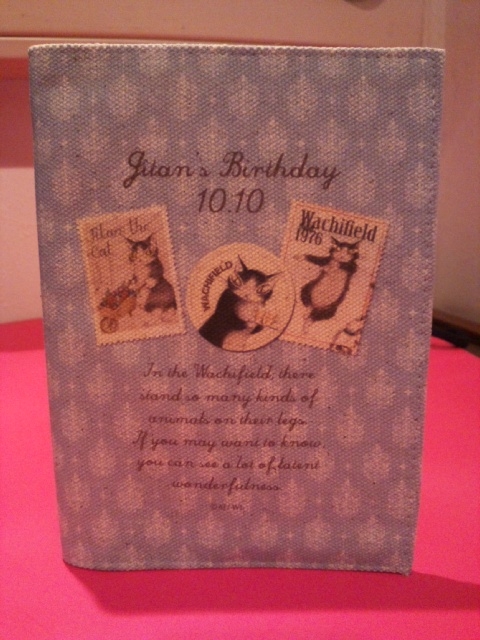 Jitan's Birthday
10.10
Jitan the
Cat
WACHIFIELD
Wachifield
1976
In the Wachifield, there
stand so many kinds of
animals on their legs.
If you may want to know,
you can see a lot of latent
wonderfulness.